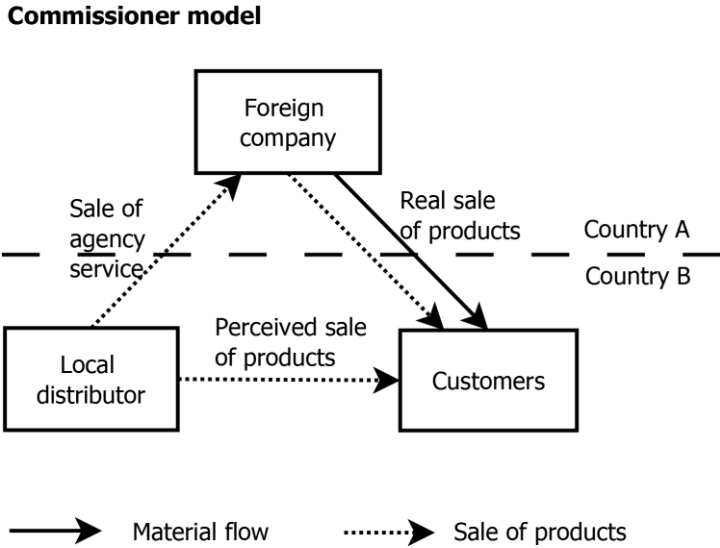 Commissioner model
Foreign
company
Sale of
agency
service
Real sale
of products
Country A
Country B
Local
distributor
Perceived sale
of products
Customers
Material flow
Sale of products